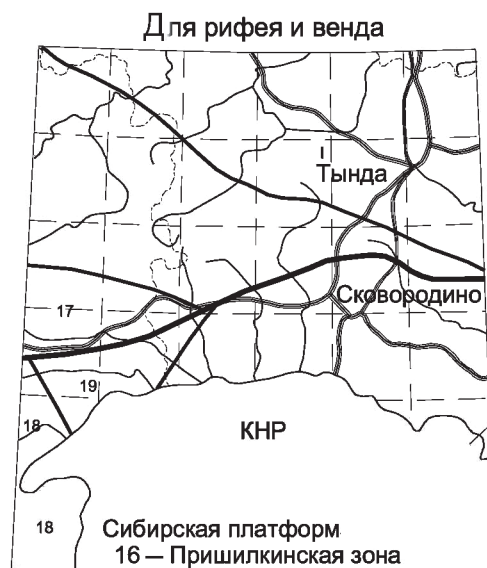 Для рифея и венда
I
Тында
Сковородино
17
19
18
КНР
18
Сибирская платформ
16 — Пришилкинская зона